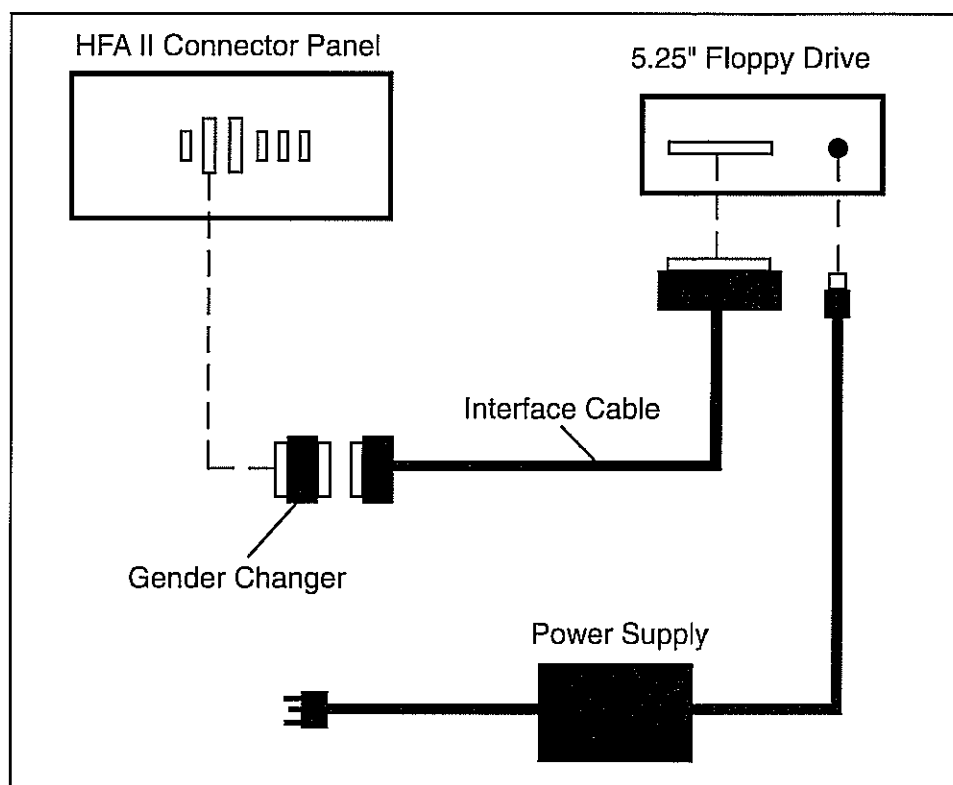 HFA II Connector Panel
5.25" Floppy Drive
Interface Cable
Gender Changer
Power Supply